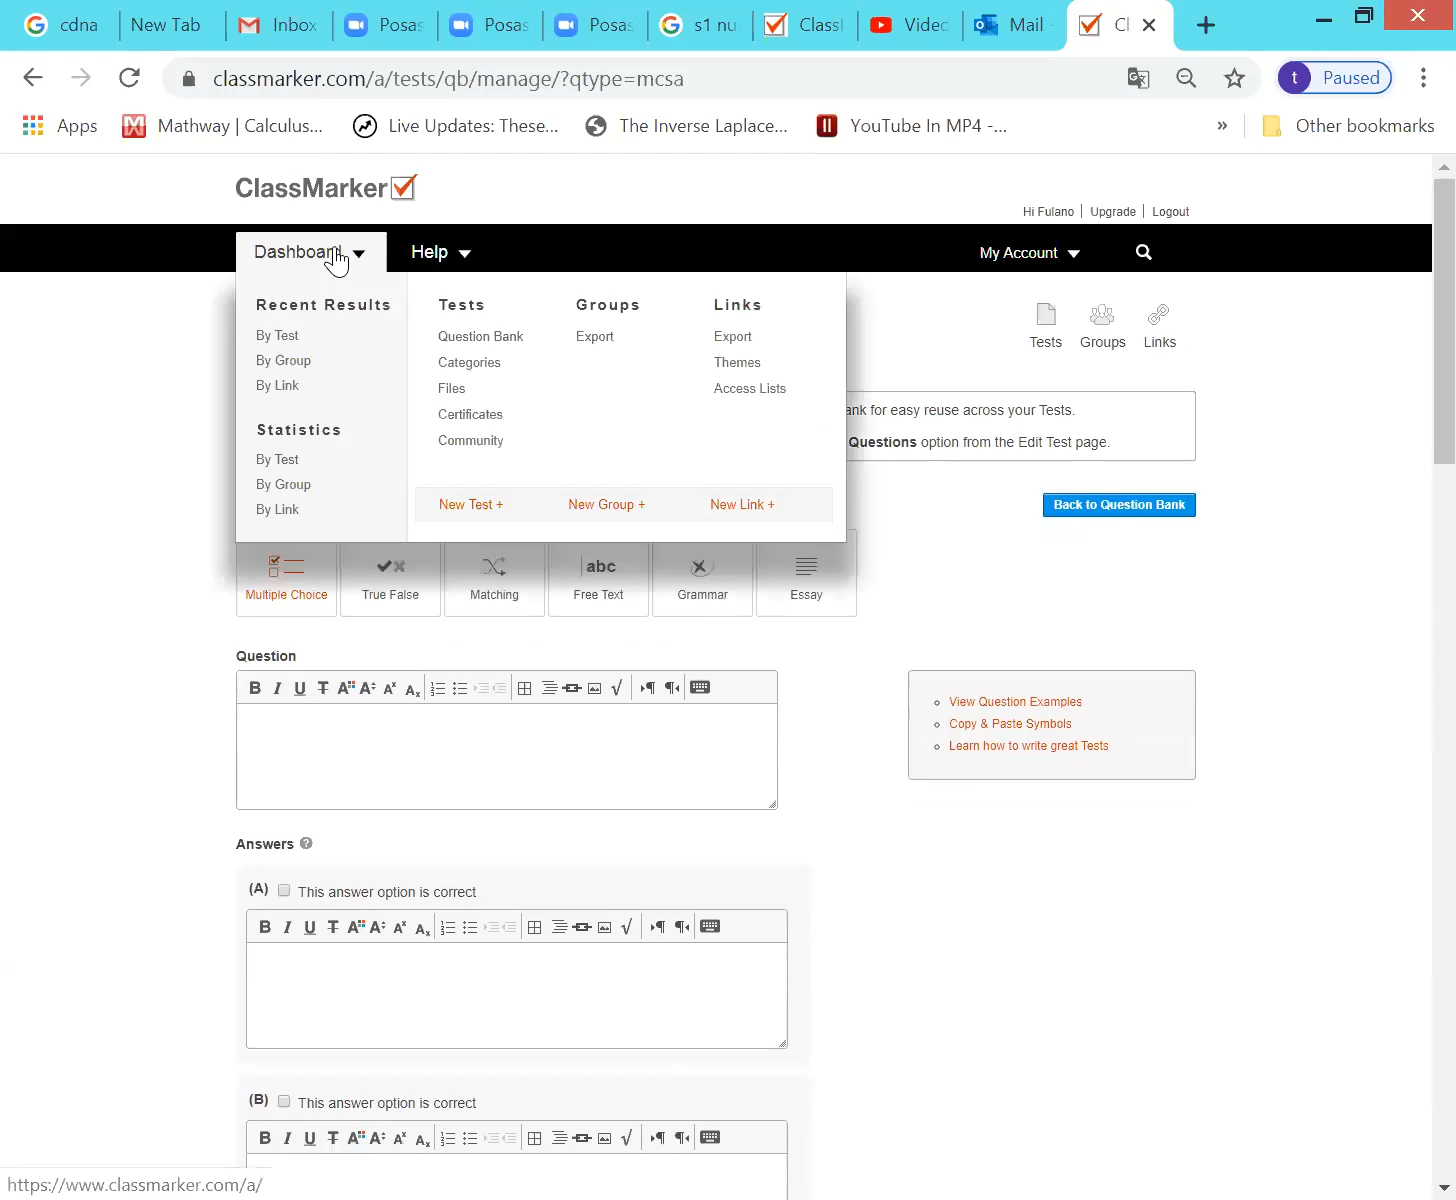 cdna
New Tab
Inbox
Posas
Posas
Posas
s1 nu
Classl
Videc
Mail
Cl
classmarker.com/a/tests/qb/manage/?qtype=mcsa
t Paused
Apps
Mathway | Calculus...
Live Updates: These...
The Inverse Laplace...
YouTube In MP4 -...
»
Other bookmarks
ClassMarker
Hi Fulano | Upgrade | Logout
Dashboard
Help
My Account
Recent Results
By Test
By Group
By Link
Statistics
By Test
By Group
By Link
Tests
Question Bank
Categories
Files
Certificates
Community
Groups
Export
Links
Export
Themes
Access Lists
New Test +
New Group +
New Link +
Tests
Groups
Links
ank for easy reuse across your Tests.
Questions option from the Edit Test page.
Back to Question Bank
Multiple Choice
True False
Matching
abc
Free Text
Grammar
Essay
Question
View Question Examples
Copy & Paste Symbols
Learn how to write great Tests
Answers
(A) This answer option is correct
(B) This answer option is correct
https://www.classmarker.com/a/